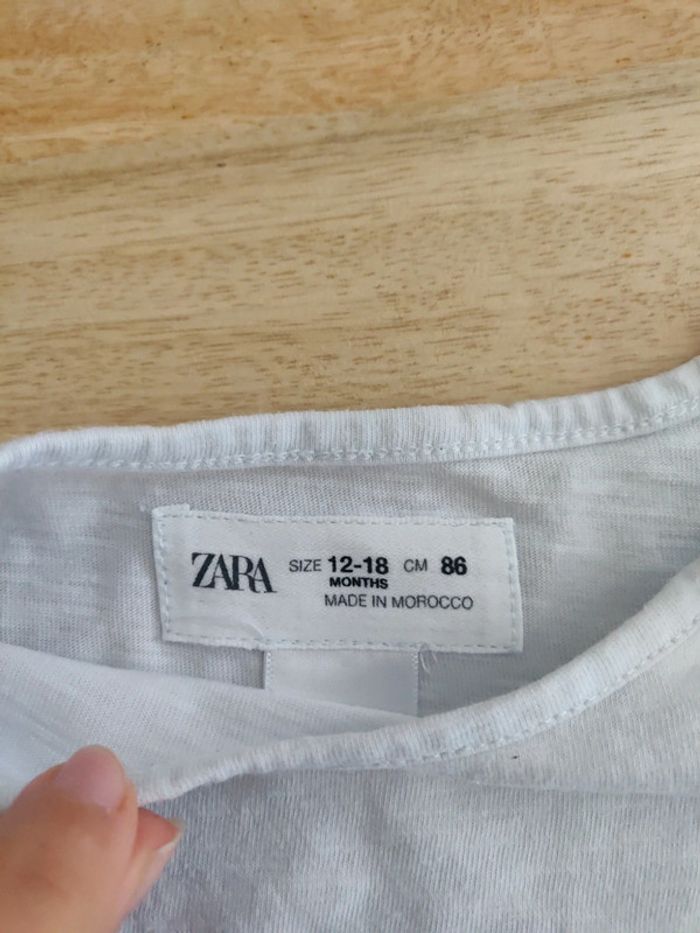 ZARA SIZE 12-18 CM 86
MONTHS
MADE IN MOROCCO